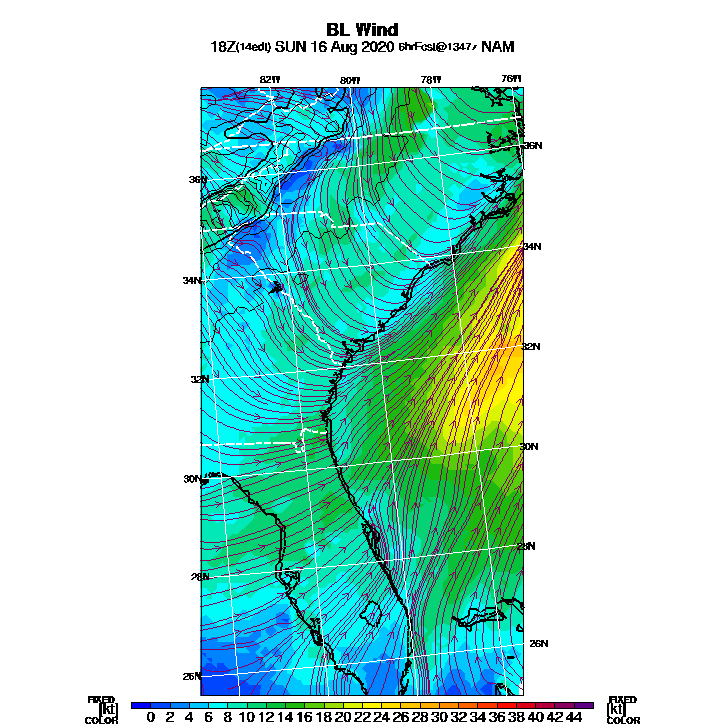 BL Wind
18Z(14edt) SUN 16 Aug 2020 6hrFcst@1347z NAM
82W 80W 78W 76W
36N
36N
34N
34N
32N
32N
30N
30N
28N
28N
26N
26N
FIXED FIXED
[kt] 0 2 4 6 8 10 12 14 16 18 20 22 24 26 28 30 32 34 36 38 40 42 44 [kt]
COLOR COLOR